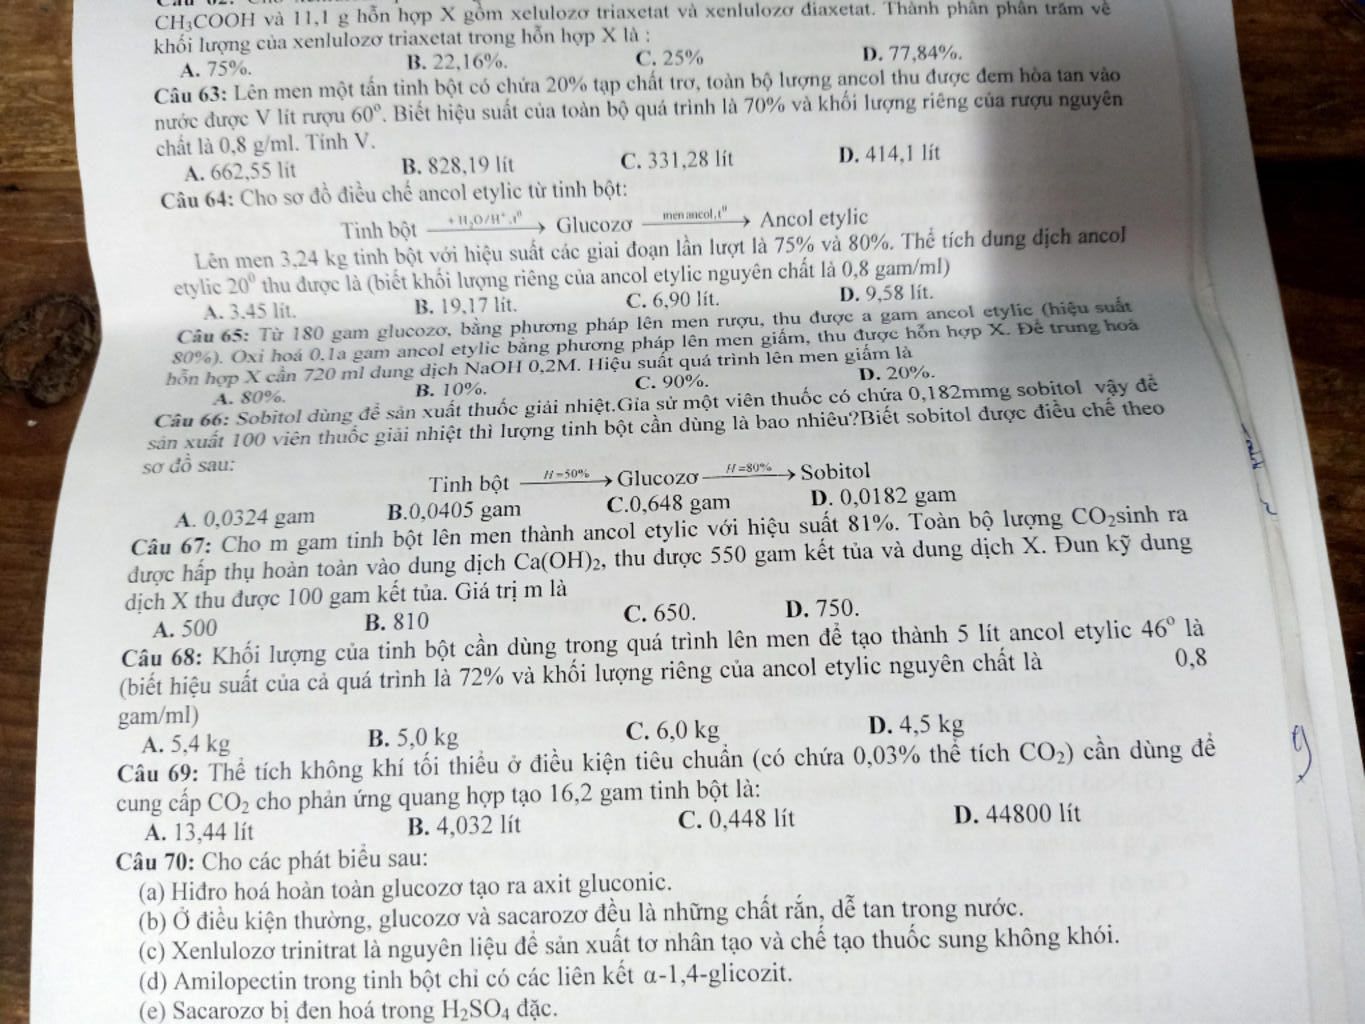 CH₃COOH và 11,1 g hỗn hợp X gồm xelulozơ triaxetat và xenlulozơ điaxetat. Thành phần phần trăm về
khối lượng của xenlulozơ triaxetat trong hỗn hợp X là :
A. 75%. B. 22,16%. C. 25% D. 77,84%.
Câu 63: Lên men một tấn tinh bột có chứa 20% tạp chất trơ, toàn bộ lượng ancol thu được đem hòa tan vào
nước được V lít rượu 60°. Biết hiệu suất của toàn bộ quá trình là 70% và khối lượng riêng của rượu nguyên
chất là 0,8 g/ml. Tính V.
A. 662,55 lít B. 828,19 lít C. 331,28 lít D. 414,1 lít
Câu 64: Cho sơ đồ điều chế ancol etylic từ tinh bột:
Tinh bột + H₂O/H⁺,t⁰ → Glucozơ men ancol,t⁰ → Ancol etylic
Lên men 3,24 kg tinh bột với hiệu suất các giai đoạn lần lượt là 75% và 80%. Thể tích dung dịch ancol
etylic 20⁰ thu được là (biết khối lượng riêng của ancol etylic nguyên chất là 0,8 gam/ml)
A. 3,45 lít. B. 19,17 lít. C. 6,90 lít. D. 9,58 lít.
Câu 65: Từ 180 gam glucozơ, bằng phương pháp lên men rượu, thu được a gam ancol etylic (hiệu suất
80%). Oxi hoá 0,1a gam ancol etylic bằng phương pháp lên men giấm, thu được hỗn hợp X. Để trung hoà
hỗn hợp X cần 720 ml dung dịch NaOH 0,2M. Hiệu suất quá trình lên men giấm là
A. 80%. B. 10%. C. 90%. D. 20%.
Câu 66: Sobitol dùng để sản xuất thuốc giải nhiệt.Gỉa sử một viên thuốc có chứa 0,182mmg sobitol vậy để
sản xuất 100 viên thuốc giải nhiệt thì lượng tinh bột cần dùng là bao nhiêu?Biết sobitol được điều chế theo
sơ đồ sau:
Tinh bột H=50% → Glucozơ H=80% → Sobitol
A. 0,0324 gam B.0,0405 gam C.0,648 gam D. 0,0182 gam
Câu 67: Cho m gam tinh bột lên men thành ancol etylic với hiệu suất 81%. Toàn bộ lượng CO₂sinh ra
được hấp thụ hoàn toàn vào dung dịch Ca(OH)₂, thu được 550 gam kết tủa và dung dịch X. Đun kỹ dung
dịch X thu được 100 gam kết tủa. Giá trị m là
A. 500 B. 810 C. 650. D. 750.
Câu 68: Khối lượng của tinh bột cần dùng trong quá trình lên men để tạo thành 5 lít ancol etylic 46° là
(biết hiệu suất của cả quá trình là 72% và khối lượng riêng của ancol etylic nguyên chất là 0,8
gam/ml)
A. 5,4 kg B. 5,0 kg C. 6,0 kg D. 4,5 kg
Câu 69: Thể tích không khí tối thiểu ở điều kiện tiêu chuẩn (có chứa 0,03% thể tích CO₂) cần dùng để
cung cấp CO₂ cho phản ứng quang hợp tạo 16,2 gam tinh bột là:
A. 13,44 lít B. 4,032 lít C. 0,448 lít D. 44800 lít
Câu 70: Cho các phát biểu sau:
(a) Hiđro hoá hoàn toàn glucozơ tạo ra axit gluconic.
(b) Ở điều kiện thường, glucozơ và sacarozơ đều là những chất rắn, dễ tan trong nước.
(c) Xenlulozơ trinitrat là nguyên liệu để sản xuất tơ nhân tạo và chế tạo thuốc sung không khói.
(d) Amilopectin trong tinh bột chỉ có các liên kết α-1,4-glicozit.
(e) Sacarozơ bị đen hoá trong H₂SO₄ đặc.